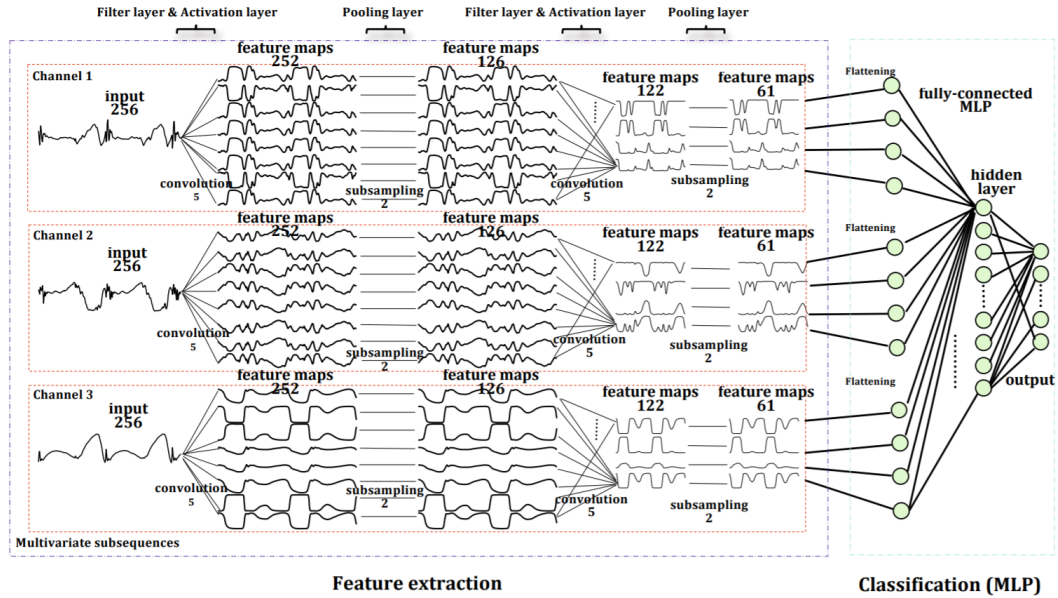 Filter layer & Activation layer
Pooling layer
Filter layer & Activation layer
Pooling layer
Channel 1
input
256
convolution
5
feature maps
252
subsampling
2
feature maps
126
convolution
5
feature maps
122
subsampling
2
feature maps
61
Flattening
Channel 2
input
256
convolution
5
feature maps
252
subsampling
2
feature maps
126
convolution
5
feature maps
122
subsampling
2
feature maps
61
Flattening
Channel 3
input
256
convolution
5
feature maps
252
subsampling
2
feature maps
126
convolution
5
feature maps
122
subsampling
2
feature maps
61
Flattening
fully-connected
MLP
hidden
layer
output
Multivariate subsequences
Feature extraction
Classification (MLP)